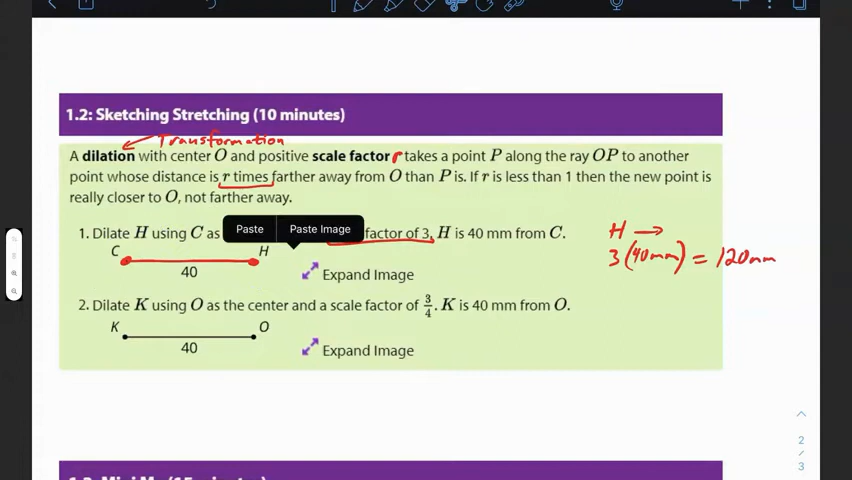 1.2: Sketching Stretching (10 minutes)
Transformation
A dilation with center O and positive scale factor r takes a point P along the ray OP to another
point whose distance is r times farther away from O than P is. If r is less than 1 then the new point is
really closer to O, not farther away.
Paste Paste Image
1. Dilate H using C as factor of 3. H is 40 mm from C.
H →
C H
3(40mm) = 120mm
40
Expand Image
2. Dilate K using O as the center and a scale factor of 3/4. K is 40 mm from O.
K O
40
Expand Image
2
/
3